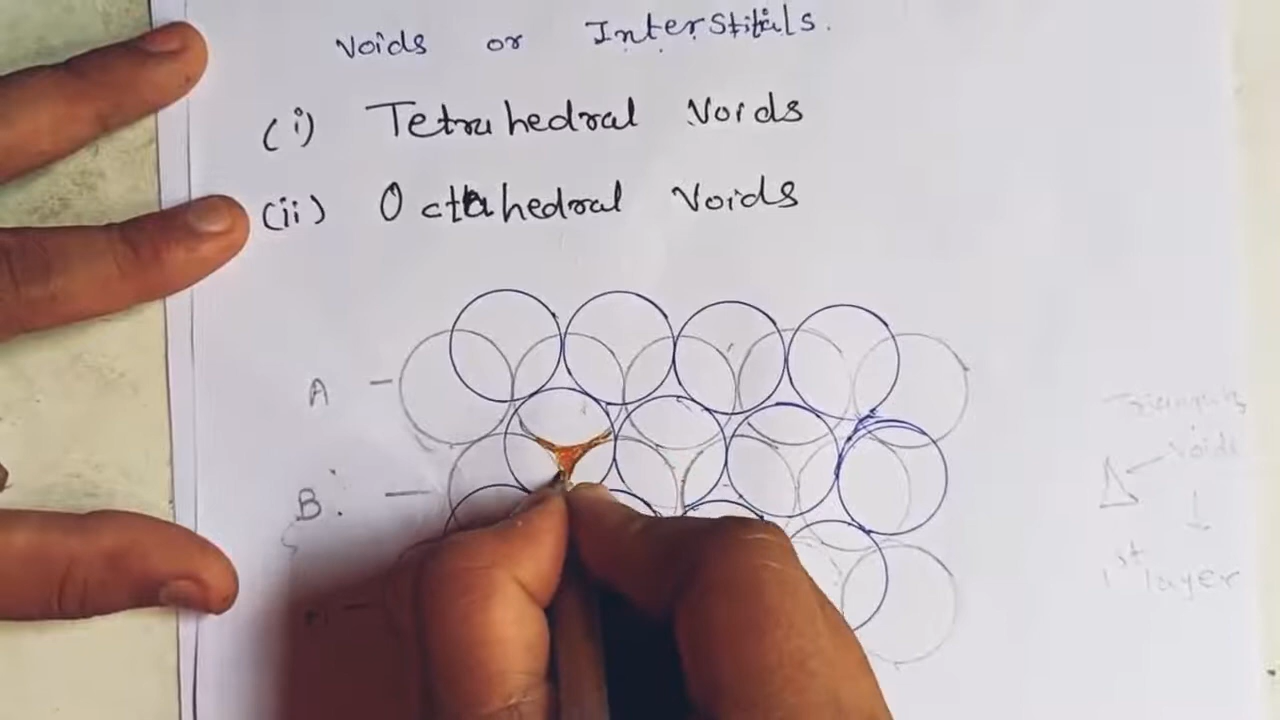 Voids or Interstitials.
(i) Tetrahedral Voids
(ii) Octahedral Voids
A -
B. -
Voids
1st layer